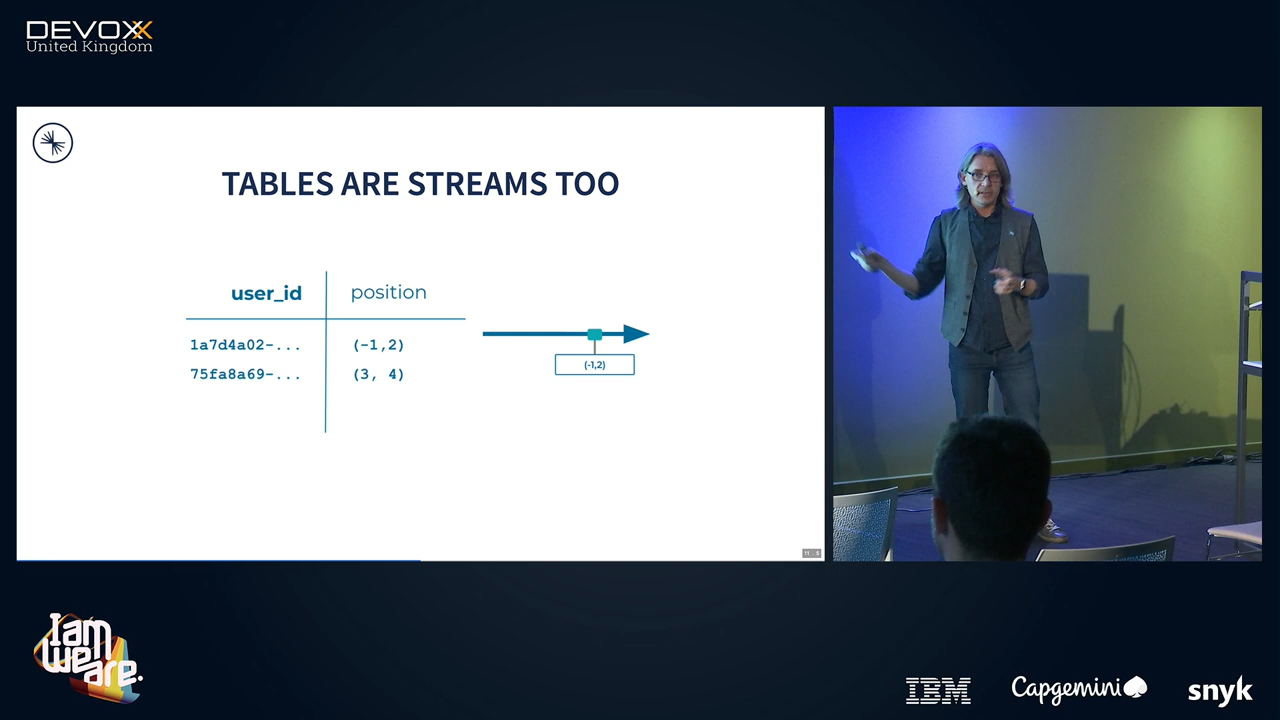 DEVOXX
United Kingdom
TABLES ARE STREAMS TOO
user_id position
1a7d4a02-... (-1,2)
75fa8a69-... (3, 4)
(-1,2)
I am
We
are.
IBM
Capgemini
snyk